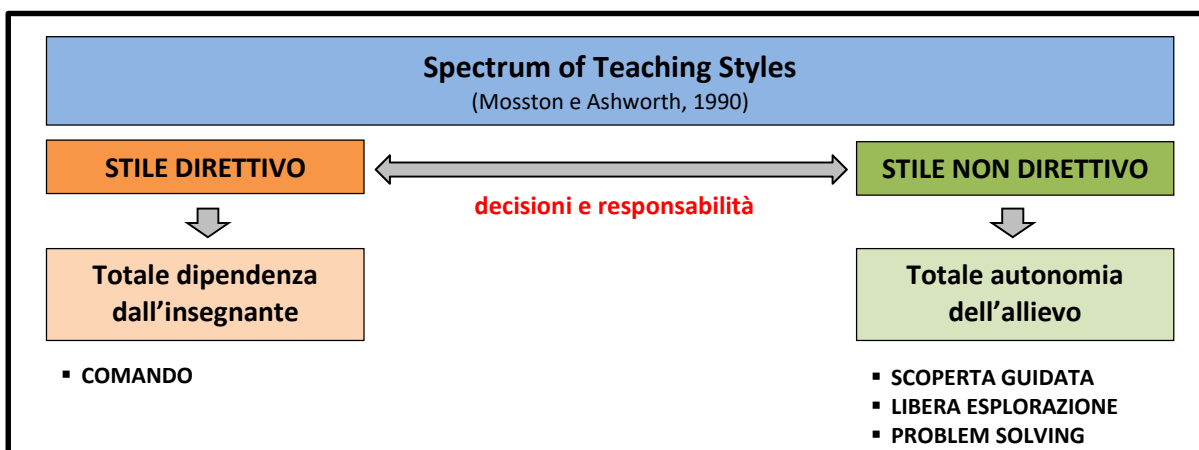 Spectrum of Teaching Styles
(Mosston e Ashworth, 1990)
STILE DIRETTIVO
STILE NON DIRETTIVO
decisioni e responsabilità
Totale dipendenza
dall’insegnante
Totale autonomia
dell’allievo
▪ COMANDO
▪ SCOPERTA GUIDATA
▪ LIBERA ESPLORAZIONE
▪ PROBLEM SOLVING